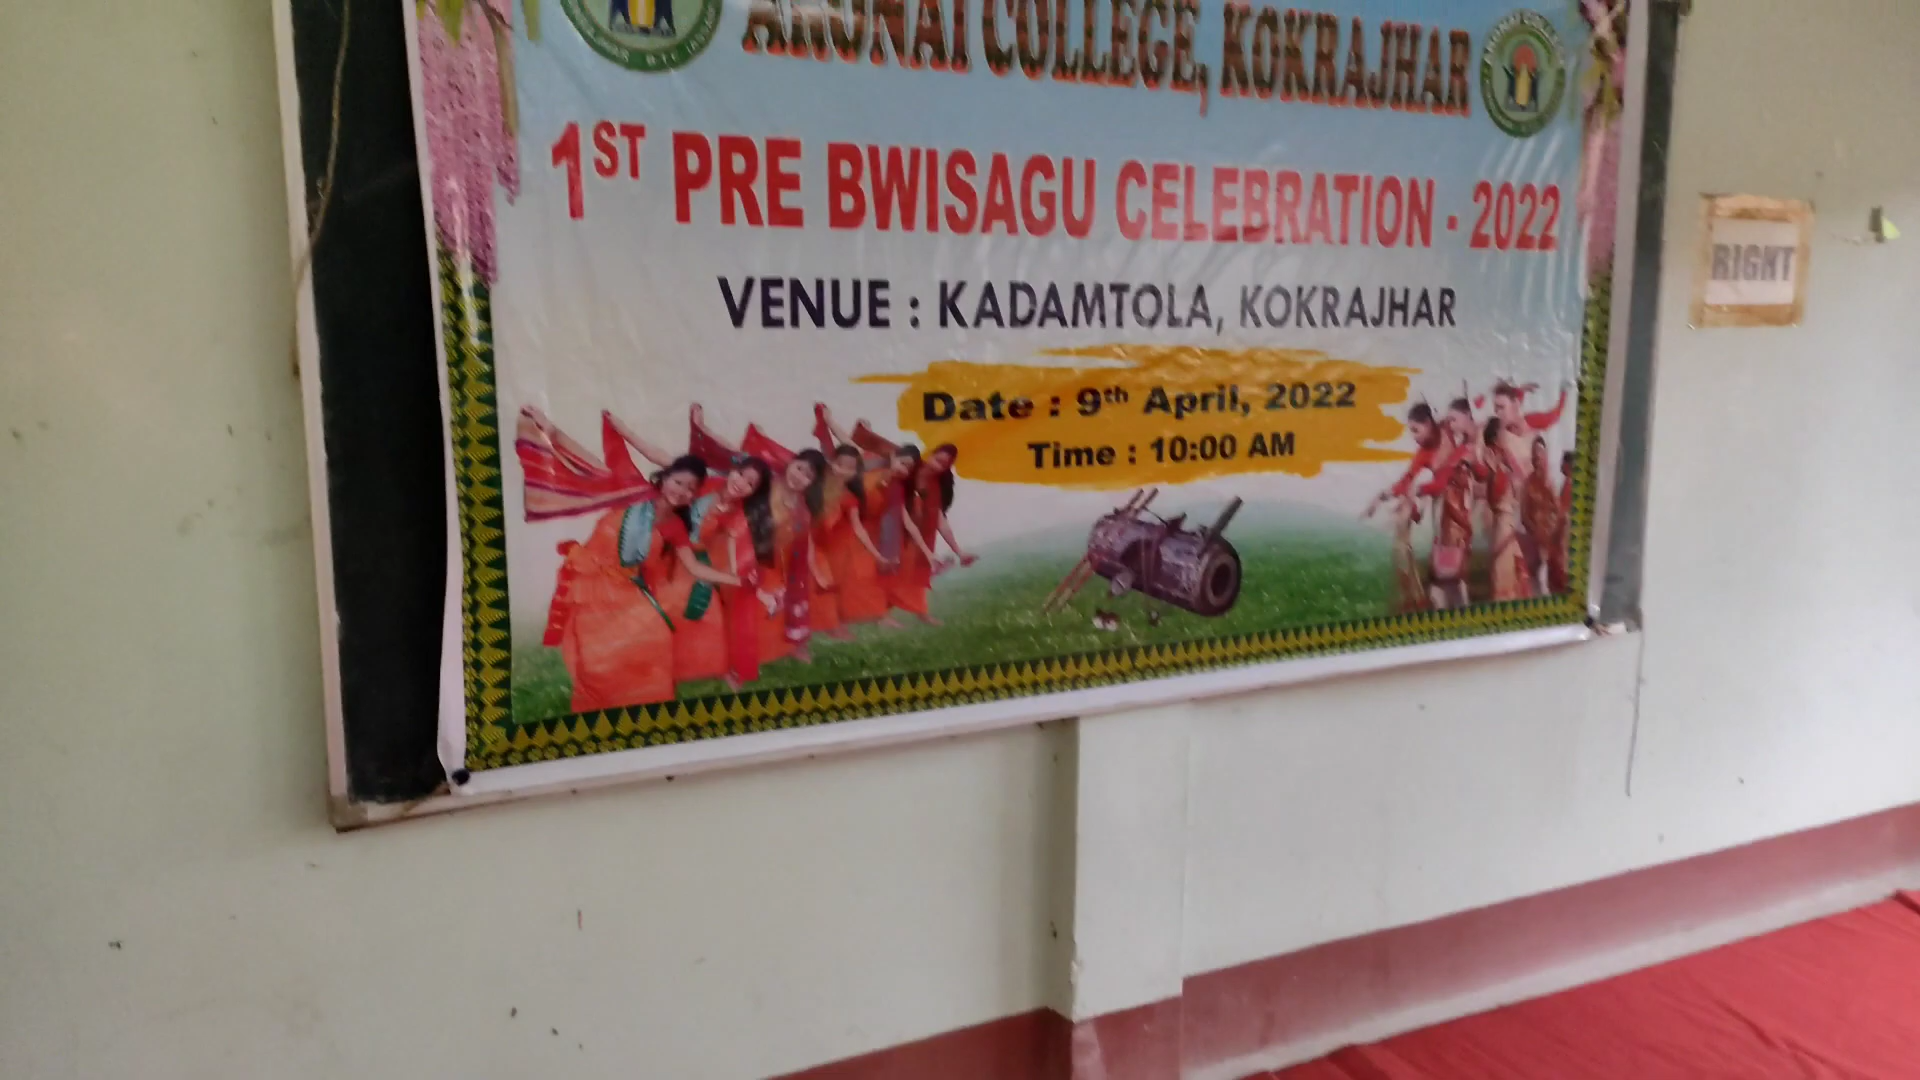 ARONAI COLLEGE, KOKRAJHAR
1ST PRE BWISAGU CELEBRATION - 2022
VENUE : KADAMTOLA, KOKRAJHAR
Date : 9th April, 2022
Time : 10:00 AM
RIGHT